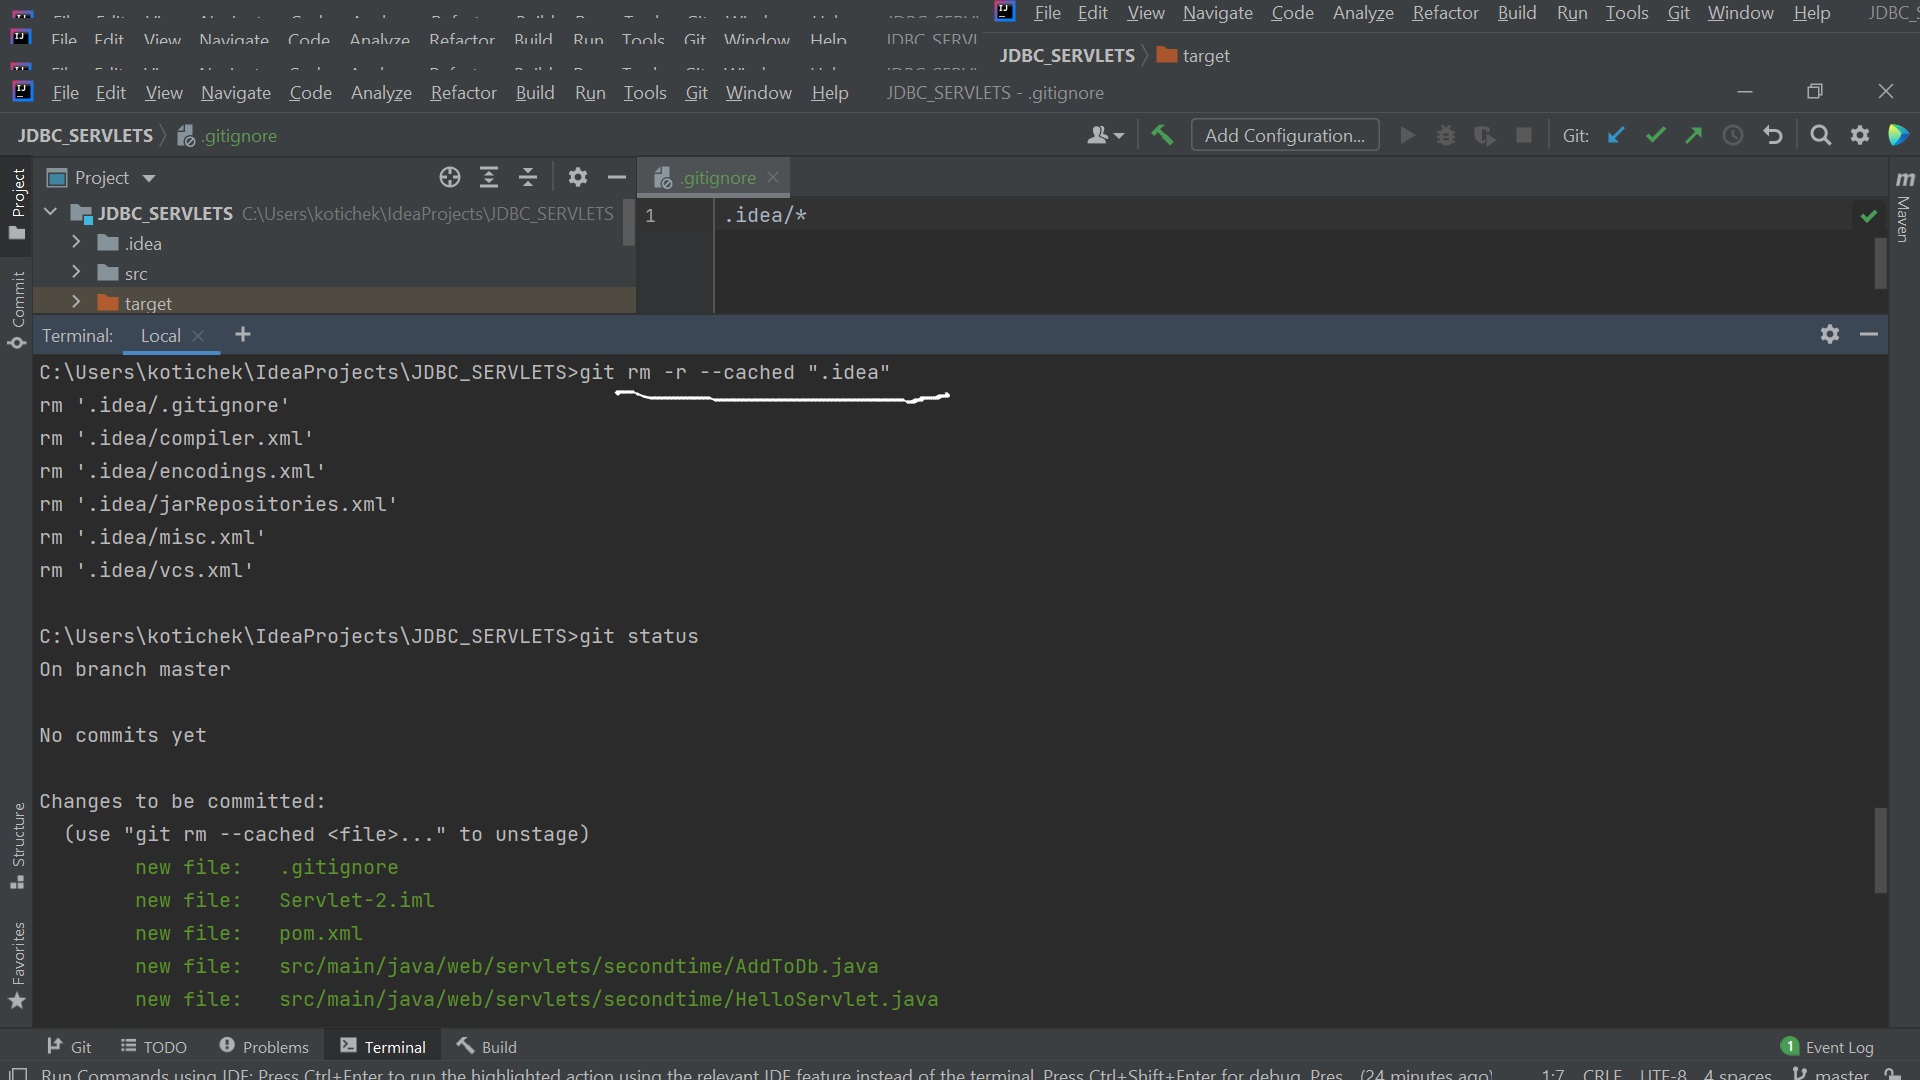 File Edit View Navigate Code Analyze Refactor Build Run Tools Git Window Help
File Edit View Navigate Code Analyze Refactor Build Run Tools Git Window Help
JDBC_SERVLETS target
File Edit View Navigate Code Analyze Refactor Build Run Tools Git Window Help JDBC_SERVLETS - .gitignore
JDBC_SERVLETS .gitignore Add Configuration... Git:
Project .gitignore
JDBC_SERVLETS C:\Users\kotichek\IdeaProjects\JDBC_SERVLETS
1 .idea/*
.idea
src
target
Project
Commit
Structure
Favorites
Maven
Terminal: Local
C:\Users\kotichek\IdeaProjects\JDBC_SERVLETS>git rm -r --cached ".idea"
rm '.idea/.gitignore'
rm '.idea/compiler.xml'
rm '.idea/encodings.xml'
rm '.idea/jarRepositories.xml'
rm '.idea/misc.xml'
rm '.idea/vcs.xml'
C:\Users\kotichek\IdeaProjects\JDBC_SERVLETS>git status
On branch master
No commits yet
Changes to be committed:
(use "git rm --cached <file>..." to unstage)
new file: .gitignore
new file: Servlet-2.iml
new file: pom.xml
new file: src/main/java/web/servlets/secondtime/AddToDb.java
new file: src/main/java/web/servlets/secondtime/HelloServlet.java
Git TODO Problems Terminal Build 1 Event Log
Run Commands using IDE: Press Ctrl+Enter to run the highlighted action using the relevant IDE feature instead of the terminal. Press Ctrl+Shift+Enter for debug. Pres... (24 minutes ago) 1:7 CRLF UTF-8 4 spaces master